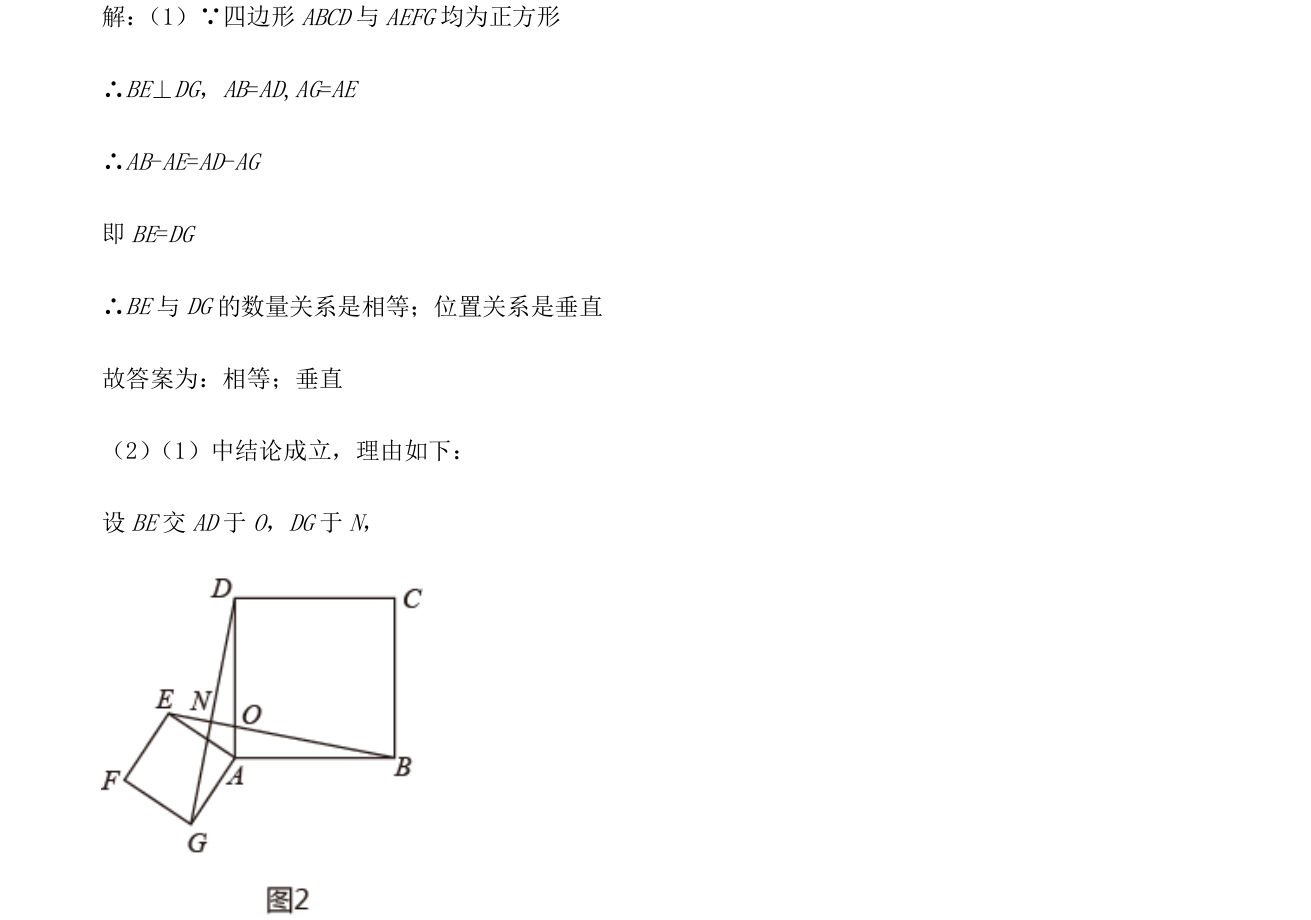 解：（1）∵四边形 ABCD 与 AEFG 均为正方形
∴BE⊥DG，AB=AD,AG=AE
∴AB-AE=AD-AG
即 BE=DG
∴BE 与 DG 的数量关系是相等；位置关系是垂直
故答案为：相等；垂直
（2）（1）中结论成立，理由如下：
设 BE 交 AD 于 O，DG 于 N，
D
C
E N
O
F
A
B
G
图2